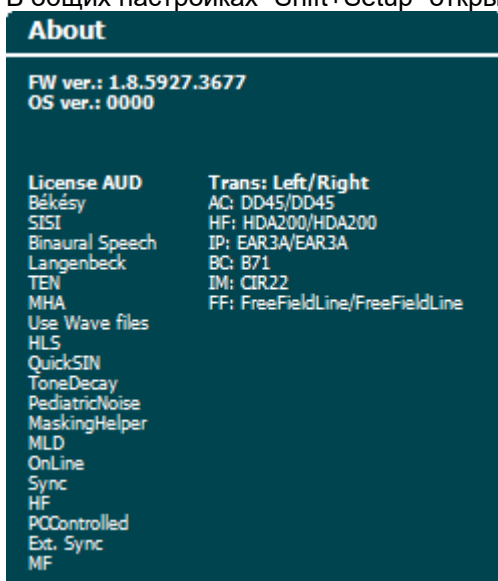 В общих настройках "Shift+Setup" откры
About
FW ver.: 1.8.5927.3677
OS ver.: 0000
License AUD
Békésy
SISI
Binaural Speech
Langenbeck
TEN
MHA
Use Wave files
HLS
QuickSIN
ToneDecay
PediatricNoise
MaskingHelper
MLD
OnLine
Sync
HF
PCControlled
Ext. Sync
MF
Trans: Left/Right
AC: DD45/DD45
HF: HDA200/HDA200
IP: EAR3A/EAR3A
BC: B71
IM: CIR22
FF: FreeFieldLine/FreeFieldLine